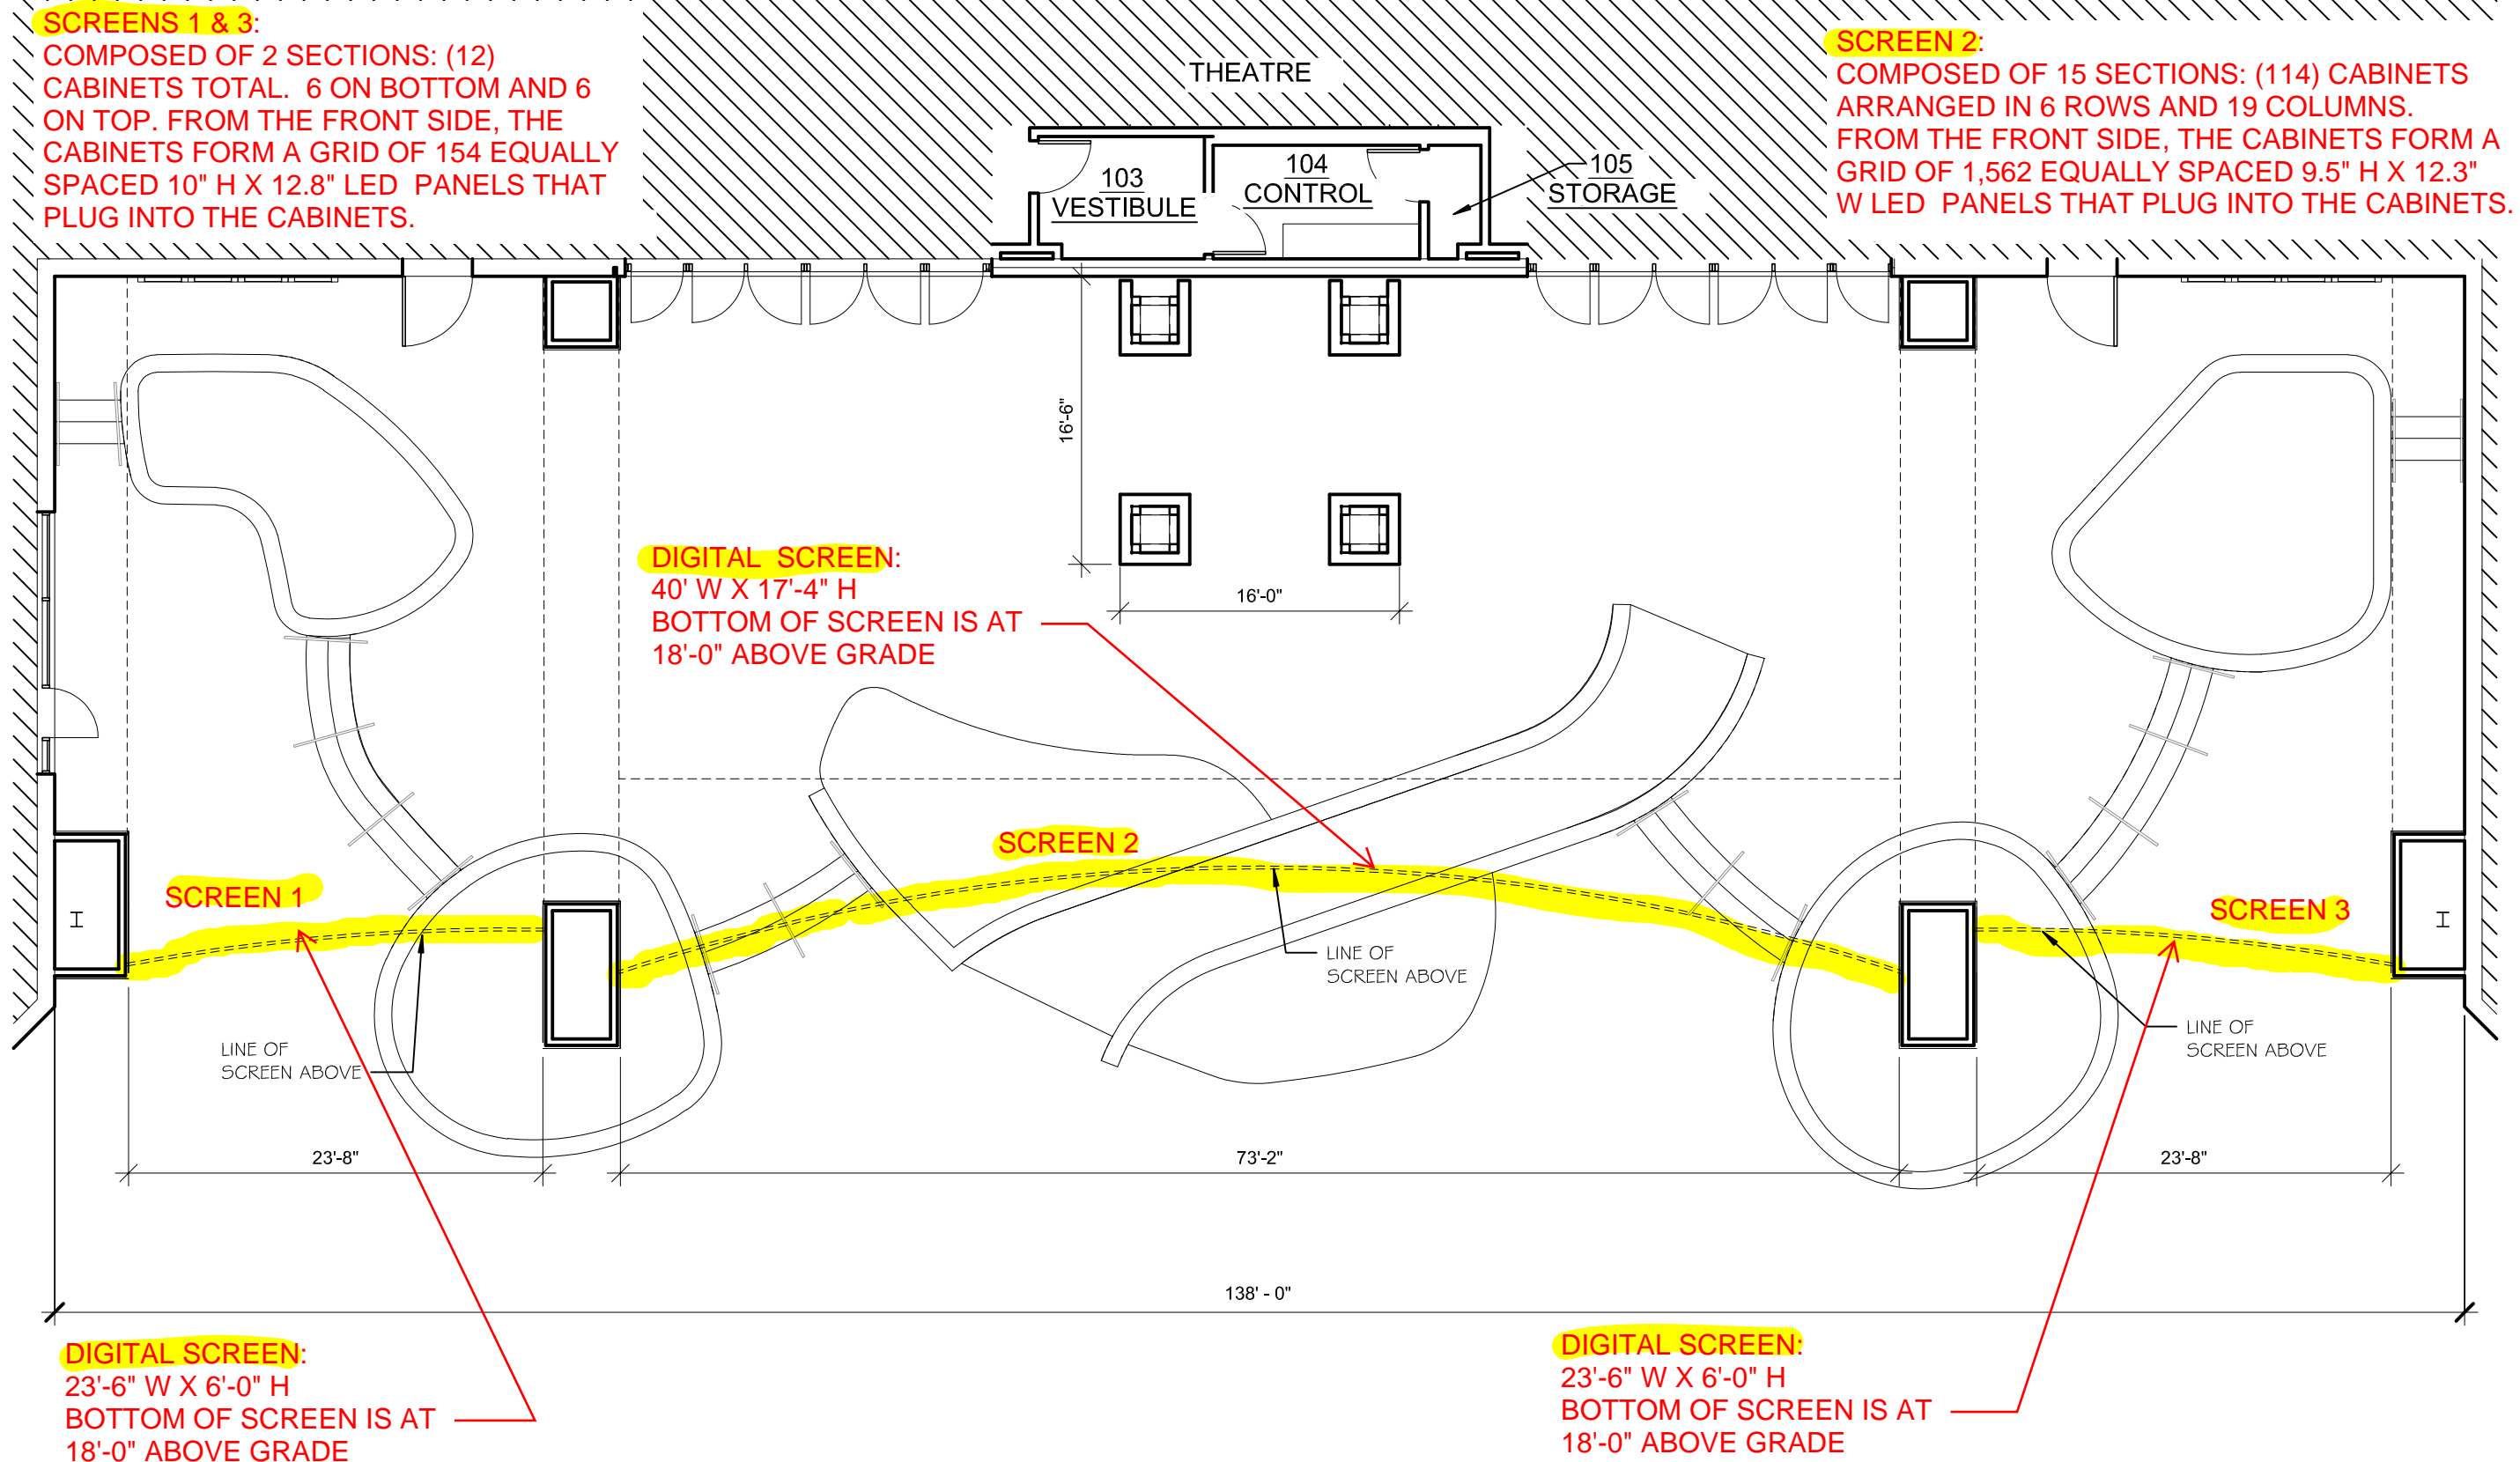 SCREENS 1 & 3:
COMPOSED OF 2 SECTIONS: (12)
CABINETS TOTAL. 6 ON BOTTOM AND 6
ON TOP. FROM THE FRONT SIDE, THE
CABINETS FORM A GRID OF 154 EQUALLY
SPACED 10" H X 12.8" LED PANELS THAT
PLUG INTO THE CABINETS.
THEATRE
SCREEN 2:
COMPOSED OF 15 SECTIONS: (114) CABINETS
ARRANGED IN 6 ROWS AND 19 COLUMNS.
FROM THE FRONT SIDE, THE CABINETS FORM A
GRID OF 1,562 EQUALLY SPACED 9.5" H X 12.3"
W LED PANELS THAT PLUG INTO THE CABINETS.
103
VESTIBULE
104
CONTROL
105
STORAGE
16'-6"
16'-0"
DIGITAL SCREEN:
40' W X 17'-4" H
BOTTOM OF SCREEN IS AT
18'-0" ABOVE GRADE
SCREEN 2
SCREEN 1
SCREEN 3
H
H
LINE OF
SCREEN ABOVE
LINE OF
SCREEN ABOVE
LINE OF
SCREEN ABOVE
23'-8"
73'-2"
23'-8"
138' - 0"
DIGITAL SCREEN:
23'-6" W X 6'-0" H
BOTTOM OF SCREEN IS AT
18'-0" ABOVE GRADE
DIGITAL SCREEN:
23'-6" W X 6'-0" H
BOTTOM OF SCREEN IS AT
18'-0" ABOVE GRADE